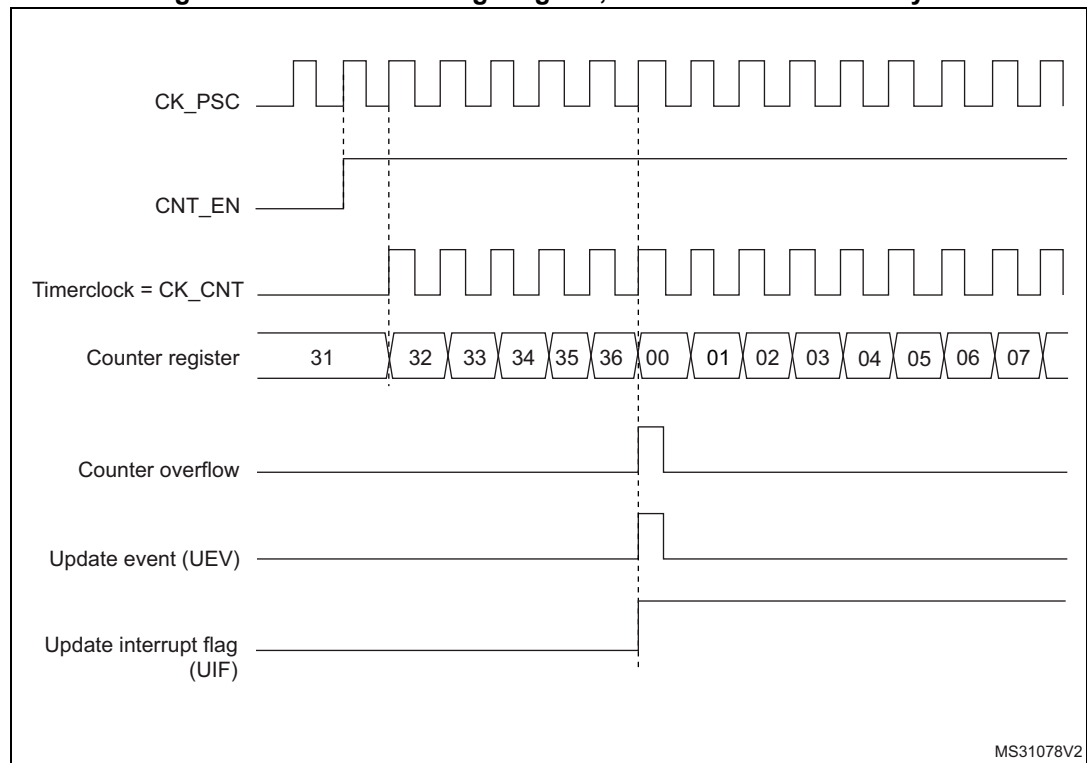 CK_PSC
CNT_EN
Timerclock = CK_CNT
Counter register 31 32 33 34 35 36 00 01 02 03 04 05 06 07
Counter overflow
Update event (UEV)
Update interrupt flag
(UIF)
MS31078V2